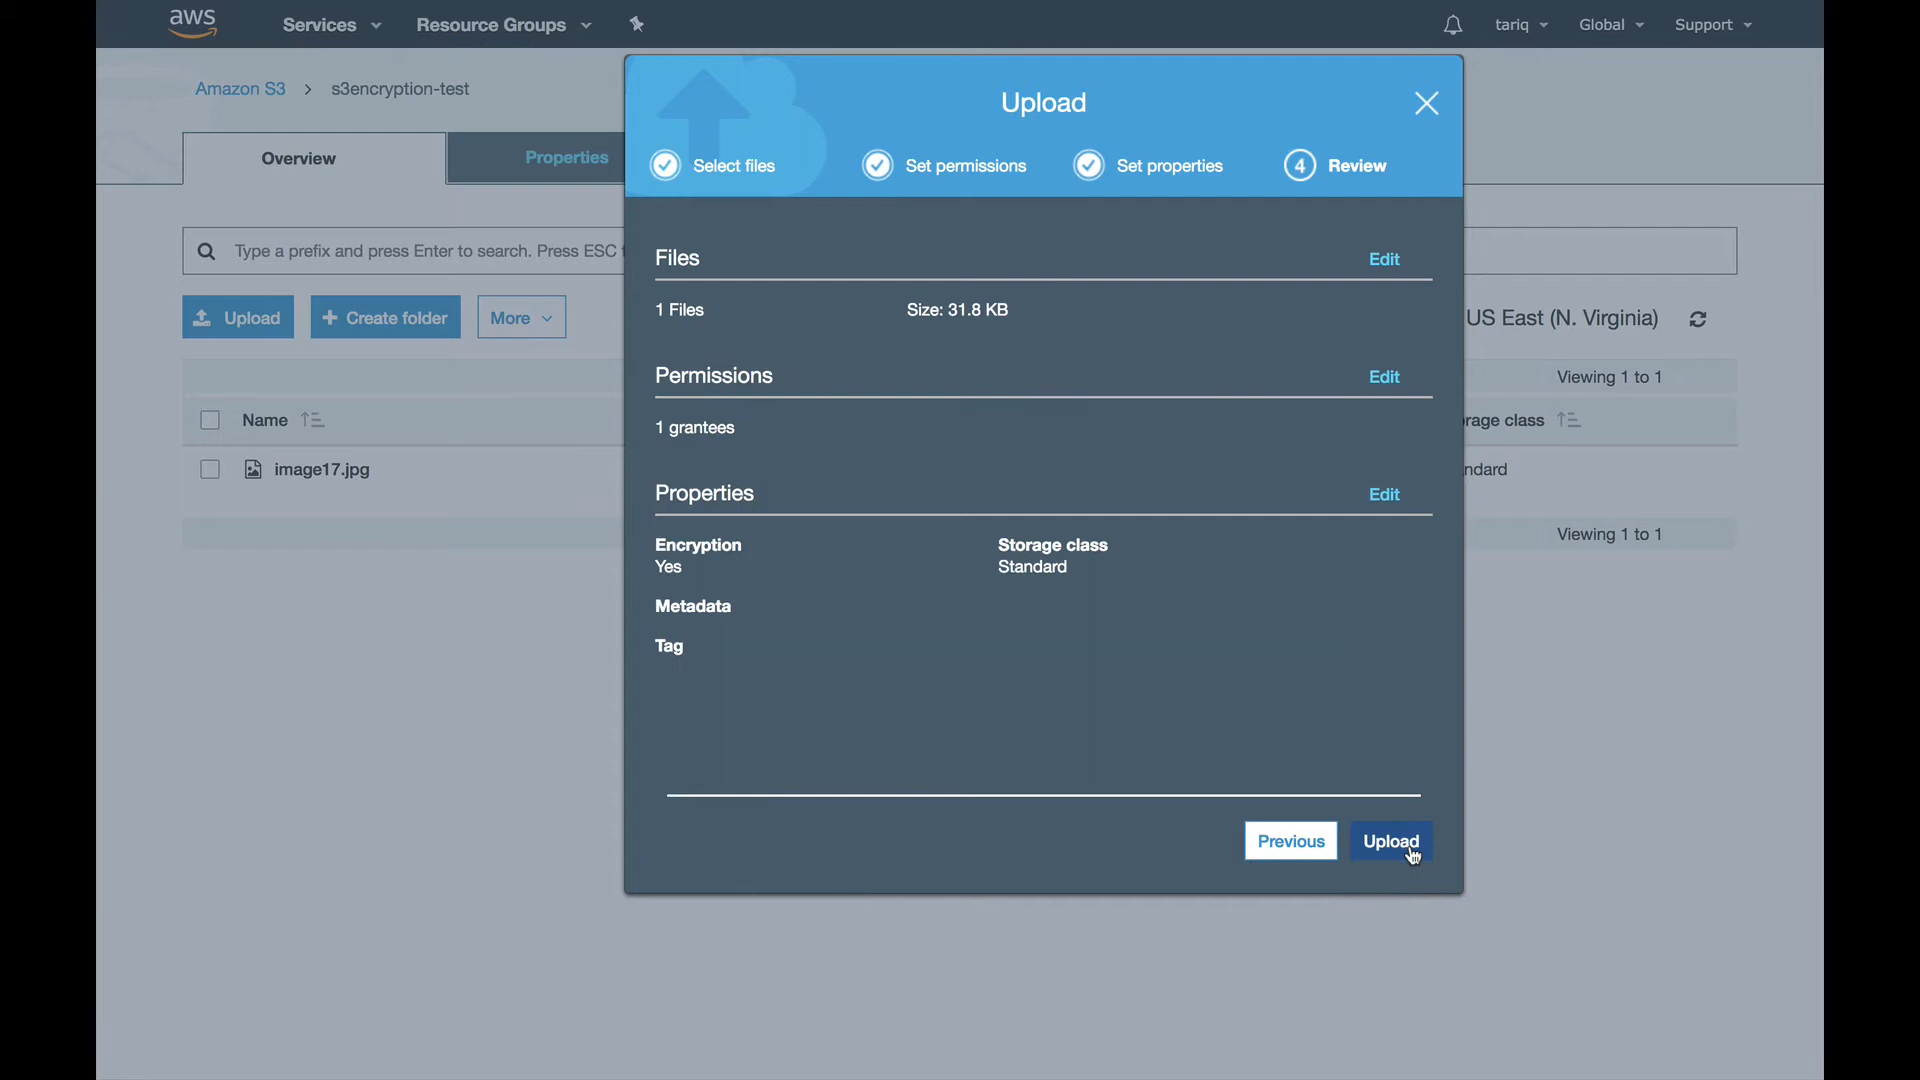 aws Services Resource Groups tariq Global Support
Amazon S3 > s3encryption-test
Overview
Properties
Type a prefix and press Enter to search. Press ESC t
Upload
Create folder
More
US East (N. Virginia)
Viewing 1 to 1
Name
rage class
image17.jpg
ndard
Viewing 1 to 1
Upload
Select files
Set permissions
Set properties
4 Review
Files Edit
1 Files Size: 31.8 KB
Permissions Edit
1 grantees
Properties Edit
Encryption Storage class
Yes Standard
Metadata
Tag
Previous Upload